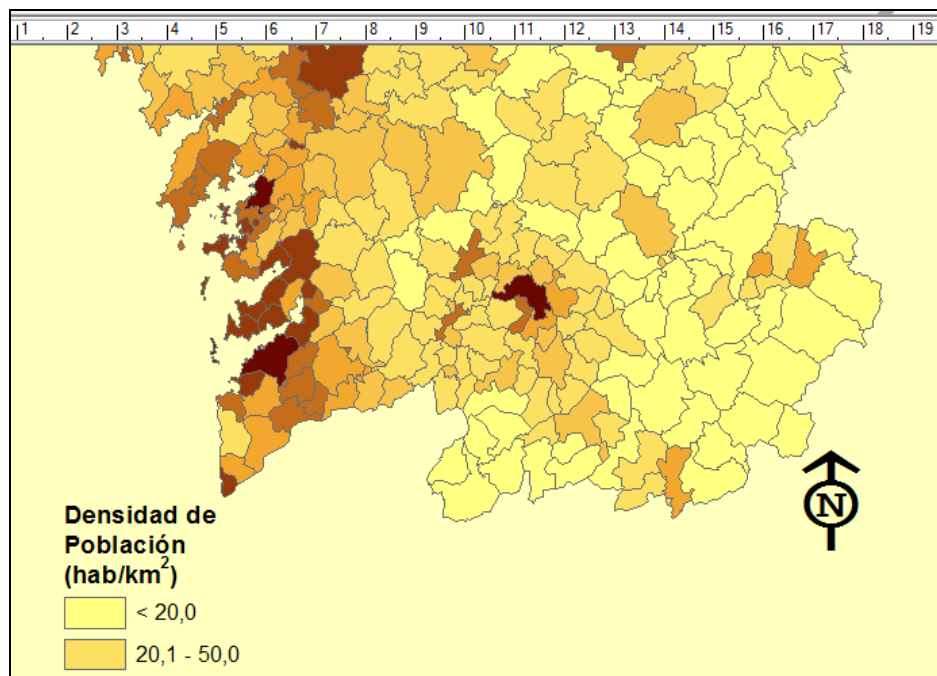 1 2 3 4 5 6 7 8 9 10 11 12 13 14 15 16 17 18 19
N
Densidad de
Población
(hab/km²)
< 20,0
20,1 - 50,0